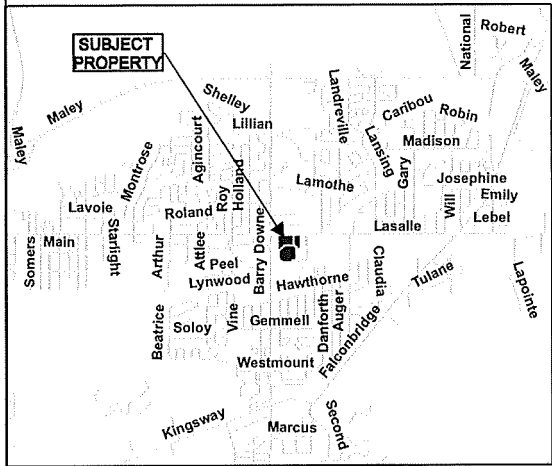 SUBJECT
PROPERTY
National
Robert
Maley
Maley
Maley
Shelley
Lillian
Landreville
Caribou
Robin
Lansing
Madison
Montrose
Agincourt
Roy
Holland
Lamothe
Gary
Josephine
Emily
Will
Lebel
Lavoie
Roland
Lasalle
Somers
Main
Starlight
Arthur
Attlee
Peel
Barry Downe
Lynwood
Hawthorne
Claudia
Tulane
Lapointe
Beatrice
Soloy
Vine
Gemmell
Danforth
Auger
Falconbridge
Westmount
Kingsway
Marcus
Second